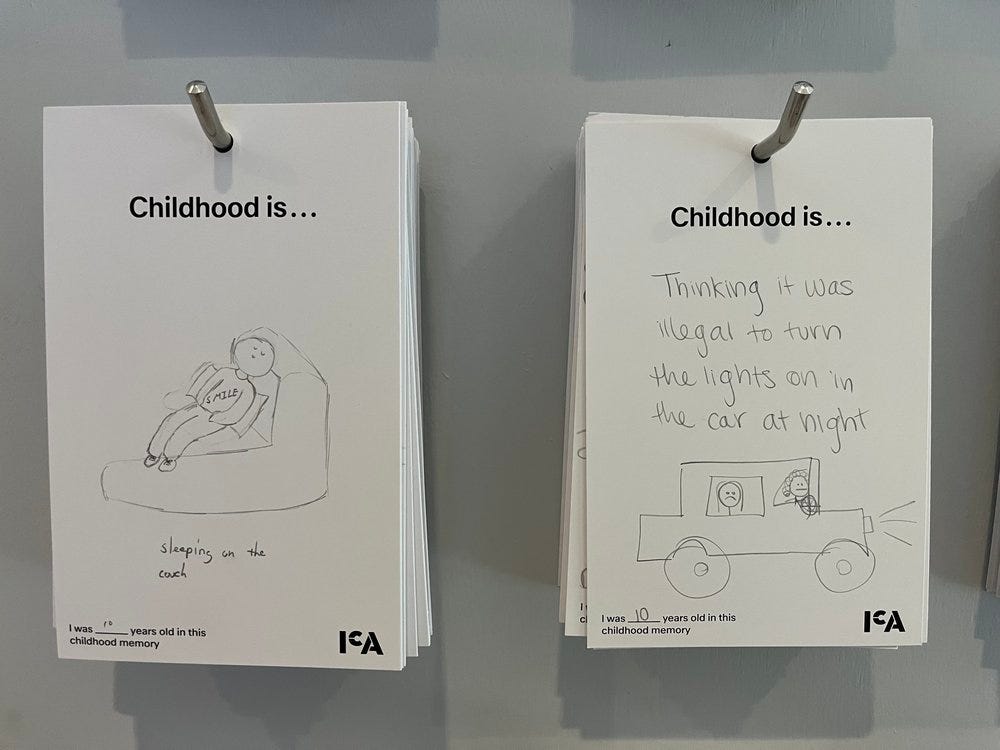 Childhood is...
SMILE
sleeping on the
couch
I was 10 years old in this
childhood memory
ICA
Childhood is...
Thinking it was
illegal to turn
the lights on in
the car at night
I was 10 years old in this
childhood memory
ICA